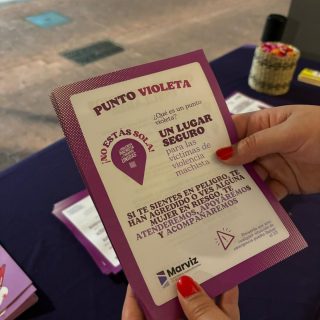 PUNTO VIOLETA
¿Qué es un punto
violeta?
¡NO ESTÁS SOLA!
UN LUGAR
SEGURO
para las
víctimas de
violencia
machista
SI TE SIENTES EN PELIGRO, TE
HAN AGREDIDO O VES ALGUNA
MUJER EN RIESGO, TE
ATENDEREMOS, APOYAREMOS
Y ACOMPAÑAREMOS
Marviz